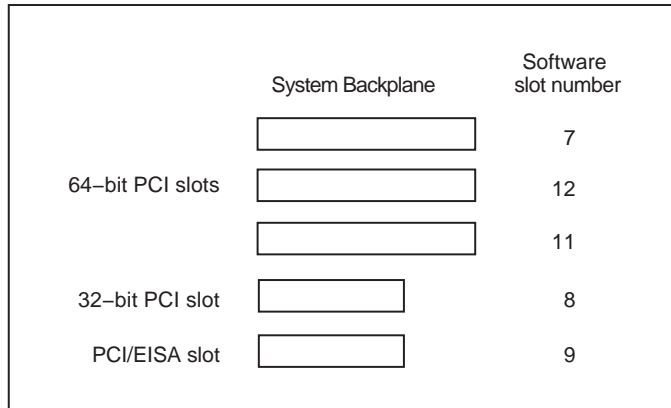 Software
System Backplane slot number
7
64–bit PCI slots 12
11
32–bit PCI slot 8
PCI/EISA slot 9